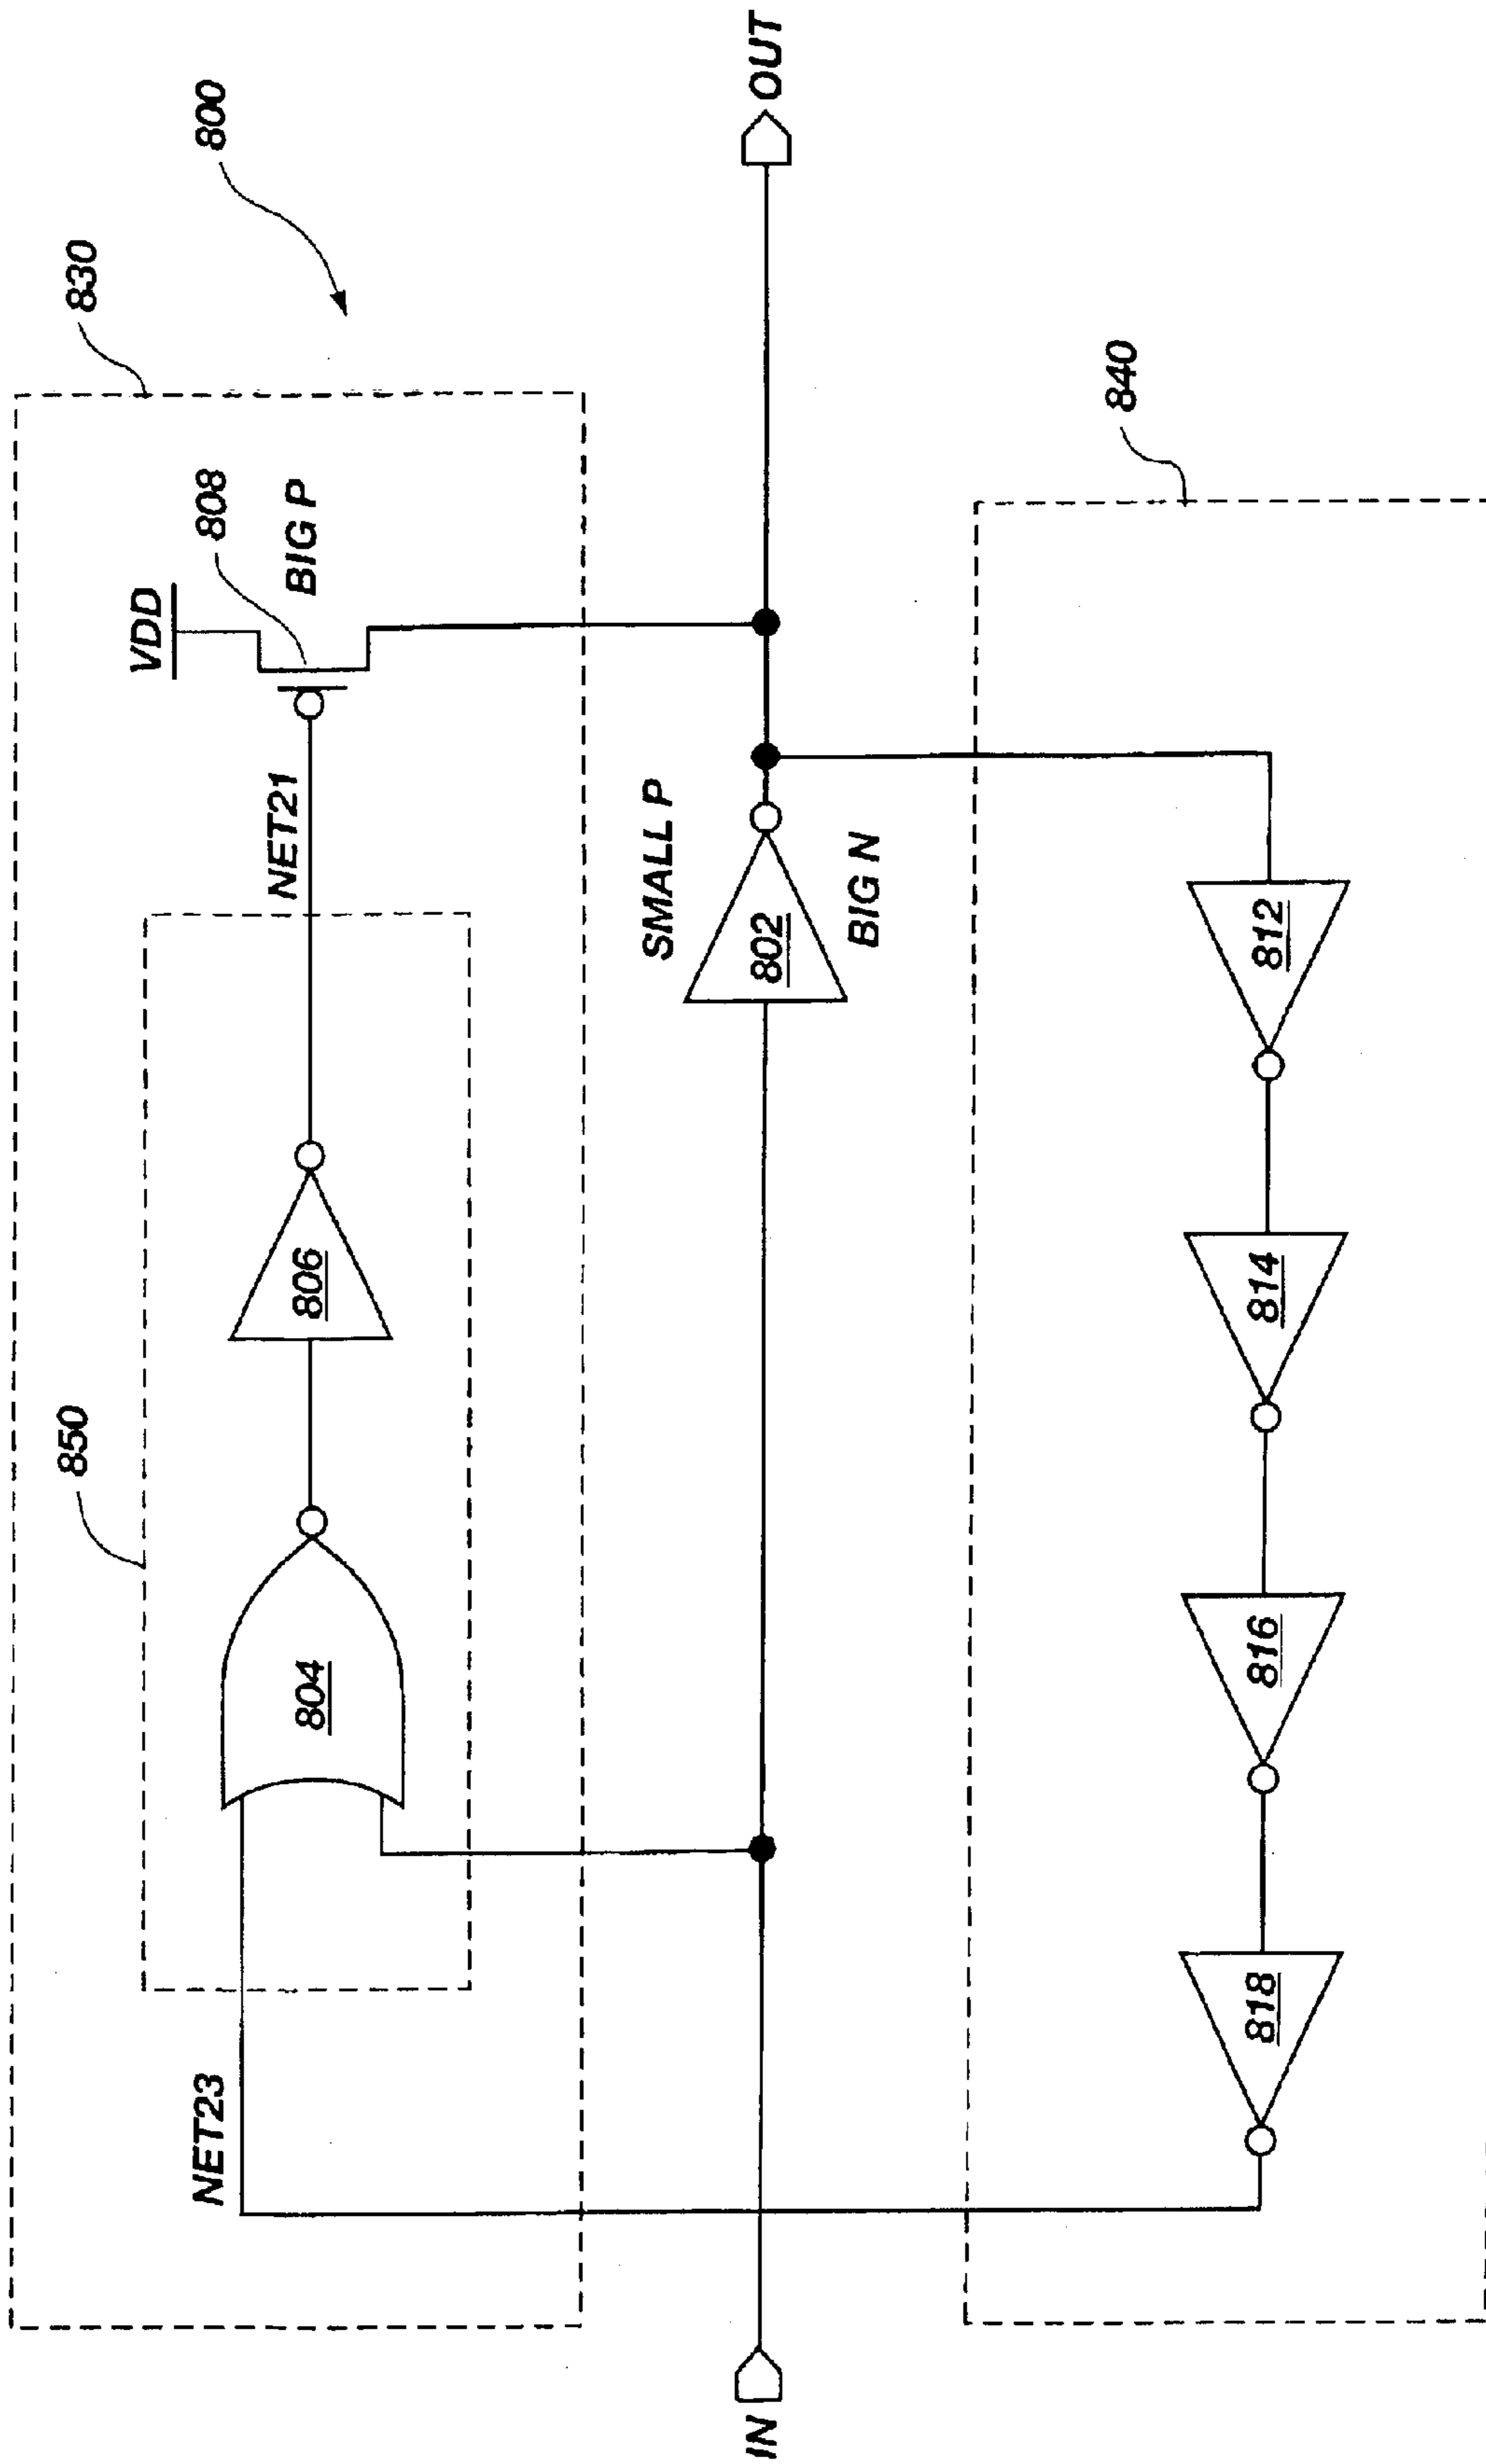 800
830
850
VDD
808
BIG P
NET21
806
804
NET23
SMALL P
802
BIG N
IN
OUT
840
818
816
814
812